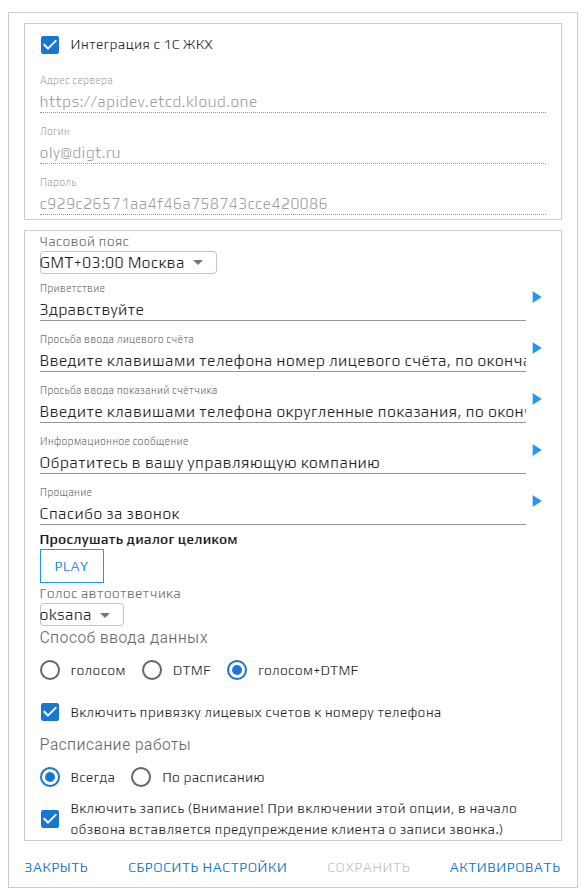 Интеграция с 1С ЖКХ
Адрес сервера
https://apidev.etcd.kloud.one
Логин
oly@digt.ru
Пароль
c929c26571aa4f46a758743cce420086
Часовой пояс
GMT+03:00 Москва
Приветствие
Здравствуйте
Просьба ввода лицевого счёта
Введите клавишами телефона номер лицевого счёта, по оконча
Просьба ввода показаний счётчика
Введите клавишами телефона округленные показания, по окон
Информационное сообщение
Обратитесь в вашу управляющую компанию
Прощание
Спасибо за звонок
Прослушать диалог целиком
PLAY
Голос автоответчика
oksana
Способ ввода данных
голосом DTMF голосом+DTMF
Включить привязку лицевых счетов к номеру телефона
Расписание работы
Всегда По расписанию
Включить запись (Внимание! При включении этой опции, в начало
обзвона вставляется предупреждение клиента о записи звонка.)
ЗАКРЫТЬ СБРОСИТЬ НАСТРОЙКИ СОХРАНИТЬ АКТИВИРОВАТЬ